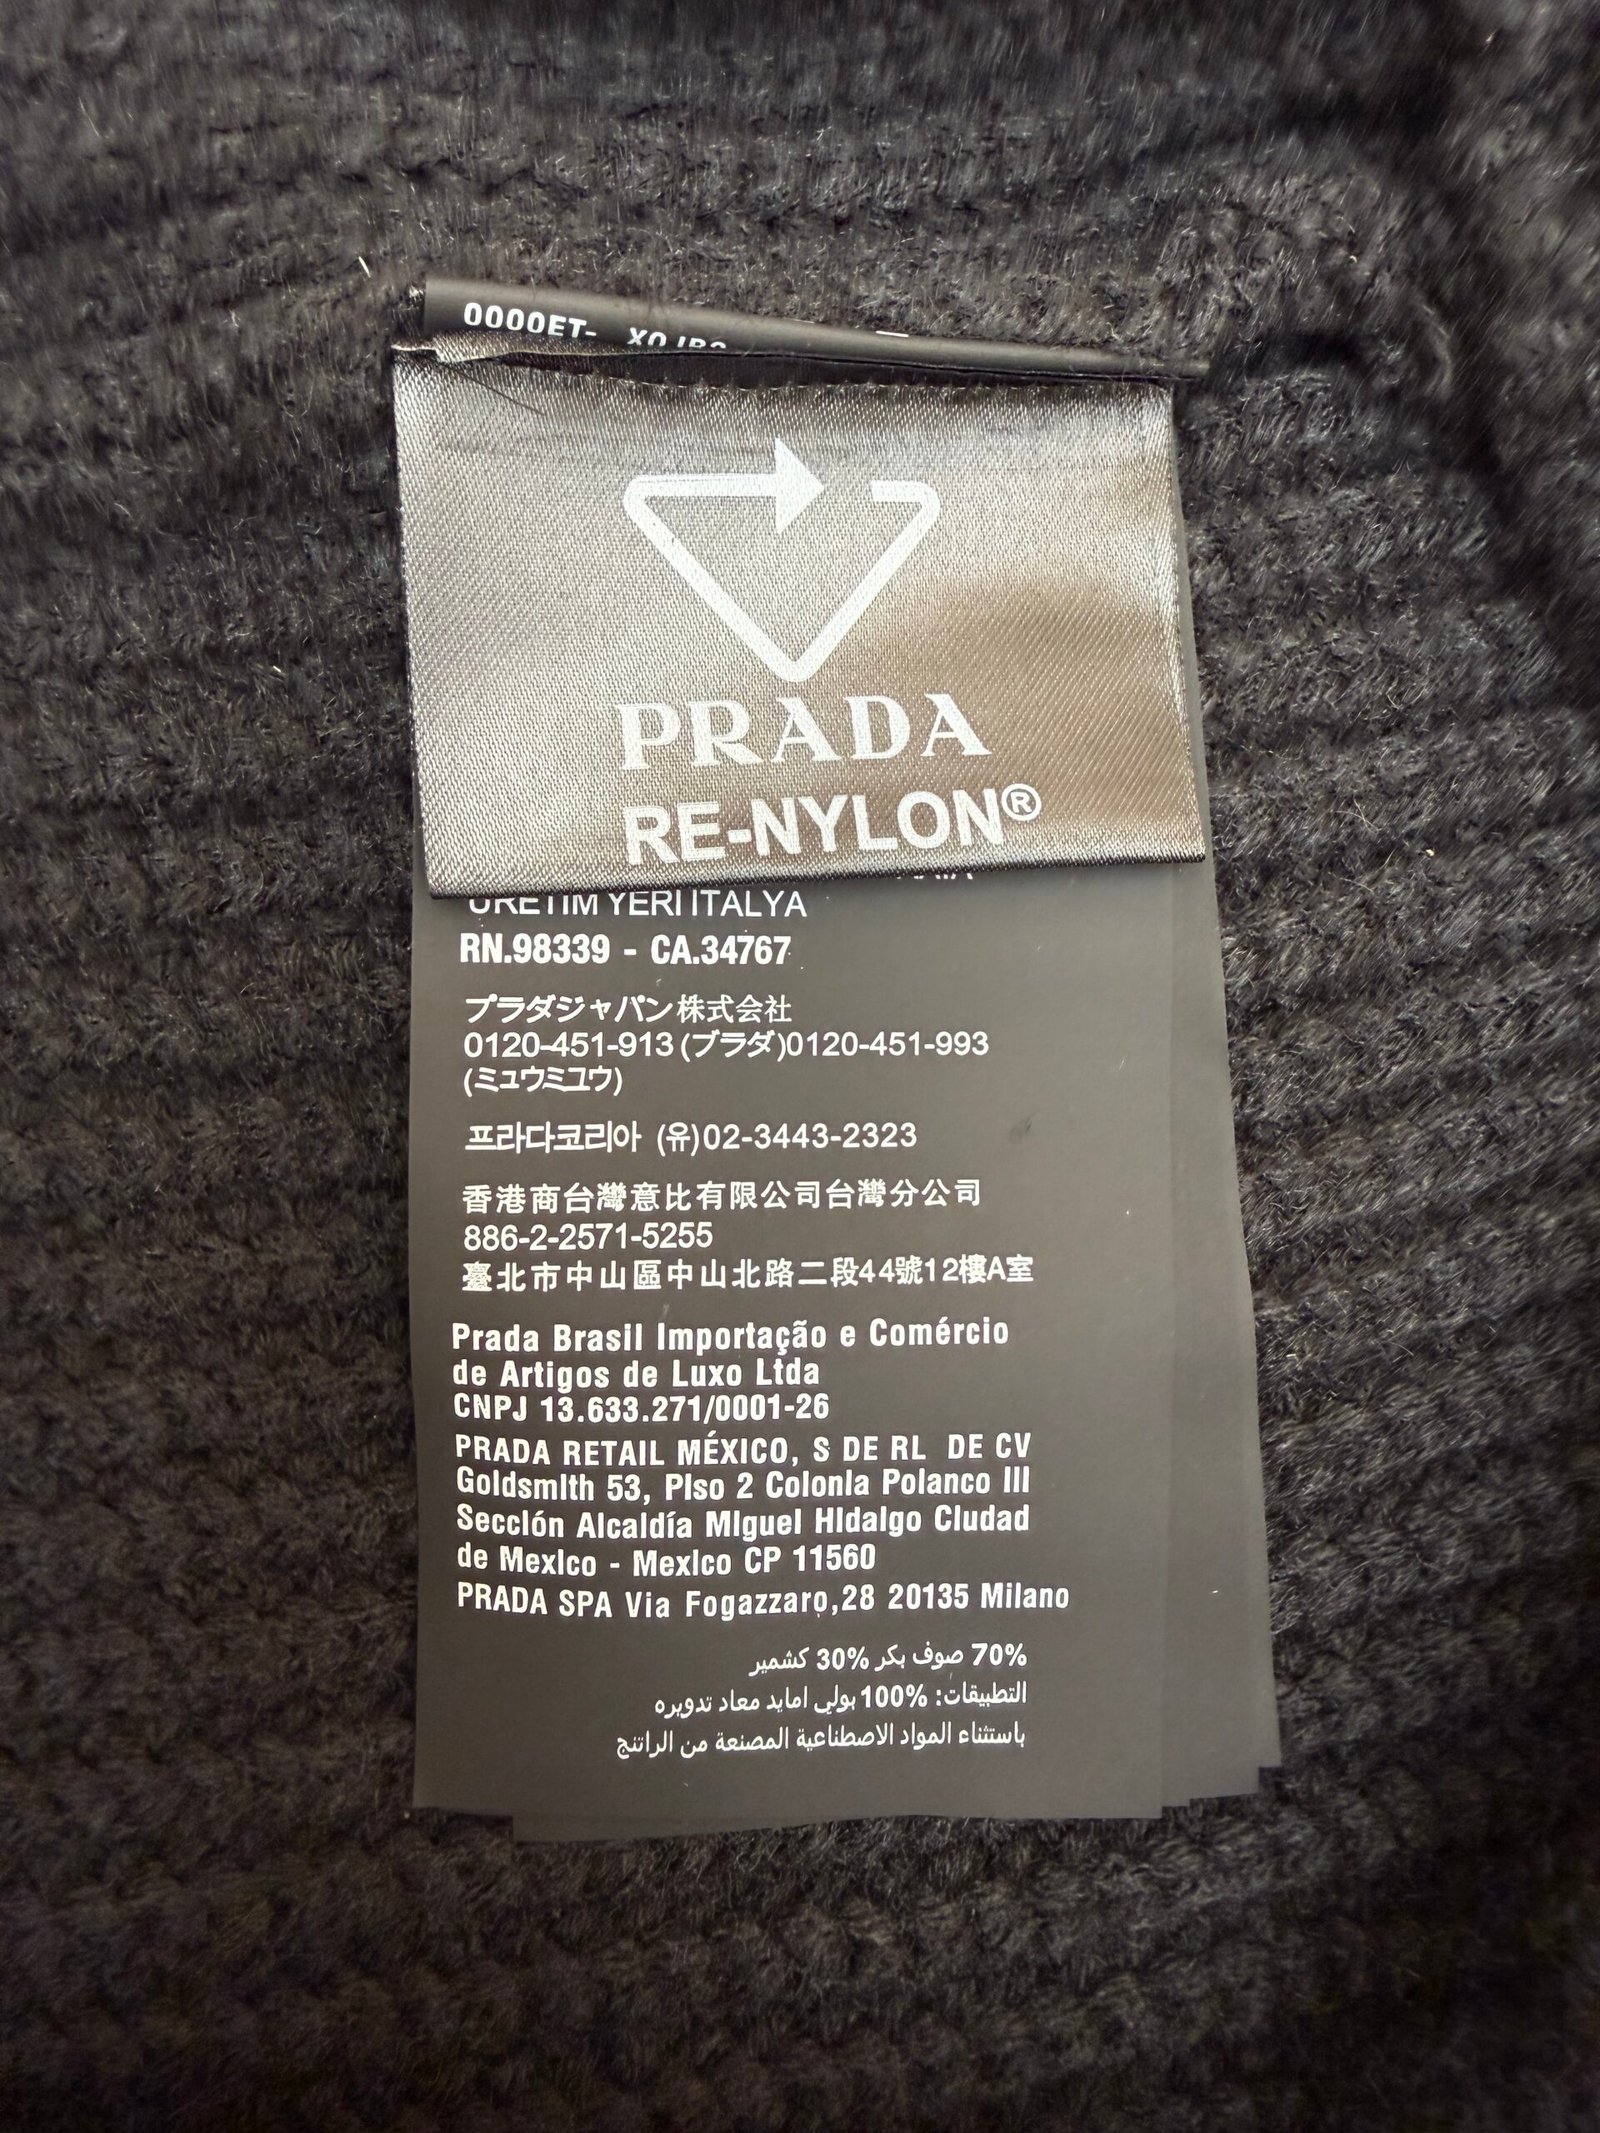 0000ET-
PRADA
RE-NYLON®
ÜRETİM YERI ITALYA
RN.98339 - CA.34767
プラダジャパン株式会社
0120-451-913(プラダ)0120-451-993
(ミュウミュウ)
프라다코리아 (유)02-3443-2323
香港商台灣意比有限公司台灣分公司
886-2-2571-5255
臺北市中山區中山北路二段44號12樓A室
Prada Brasil Importação e Comércio
de Artigos de Luxo Ltda
CNPJ 13.633.271/0001-26
PRADA RETAIL MÉXICO, S DE RL DE CV
Goldsmith 53, Piso 2 Colonia Polanco III
Sección Alcaldía Miguel Hidalgo Ciudad
de Mexico - Mexico CP 11560
PRADA SPA Via Fogazzaro,28 20135 Milano
70% صوف بكر 30% كشمير
التطبيقات: 100% بولي امايد معاد تدويره
باستثناء المواد الاصطناعية المصنعة من الراتنج